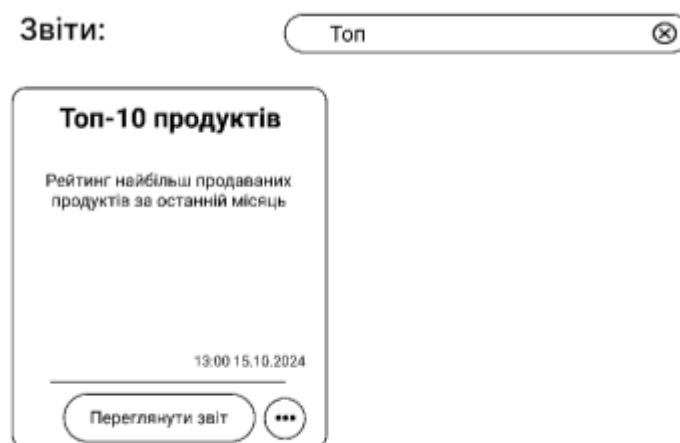 Звіти:
Топ
Топ-10 продуктів
Рейтинг найбільш продаваних
продуктів за останній місяць
13:00 15.10.2024
Переглянути звіт